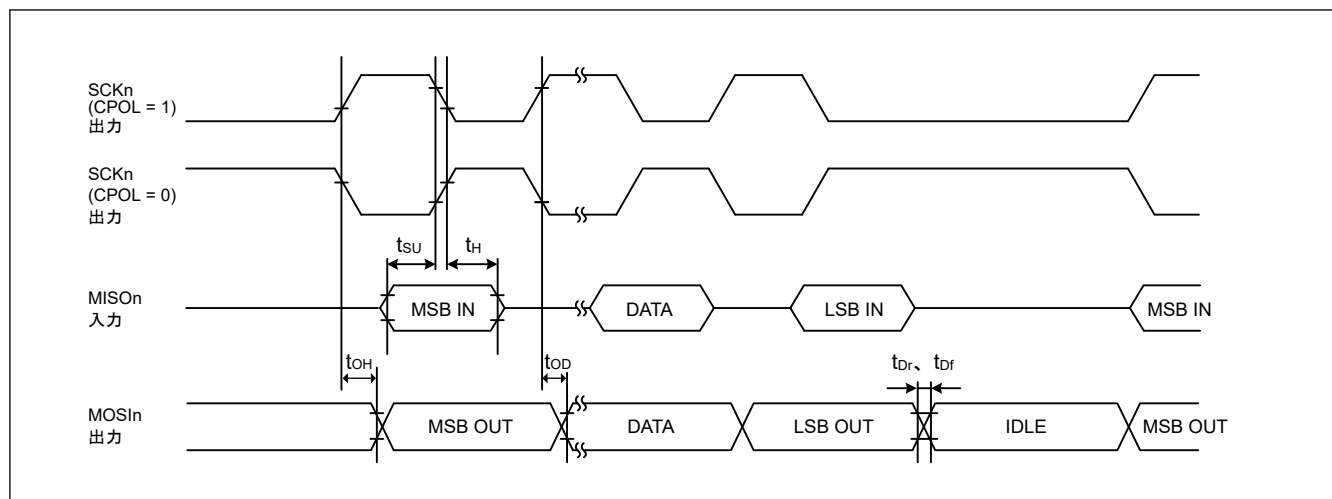 SCKn
(CPOL = 1)
出力
SCKn
(CPOL = 0)
出力
tSU
tH
MISOn
入力
MSB IN
DATA
LSB IN
MSB IN
tOH
tOD
tDr、 tDf
MOSIn
出力
MSB OUT
DATA
LSB OUT
IDLE
MSB OUT